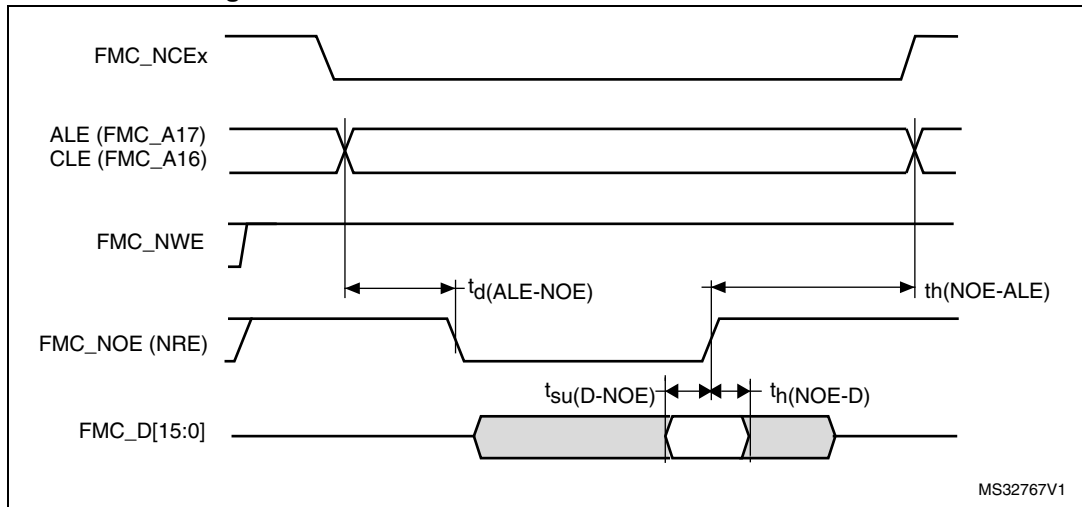 FMC_NCEx
ALE (FMC_A17)
CLE (FMC_A16)
FMC_NWE
td(ALE-NOE)
th(NOE-ALE)
FMC_NOE (NRE)
tsu(D-NOE)
th(NOE-D)
FMC_D[15:0]
MS32767V1